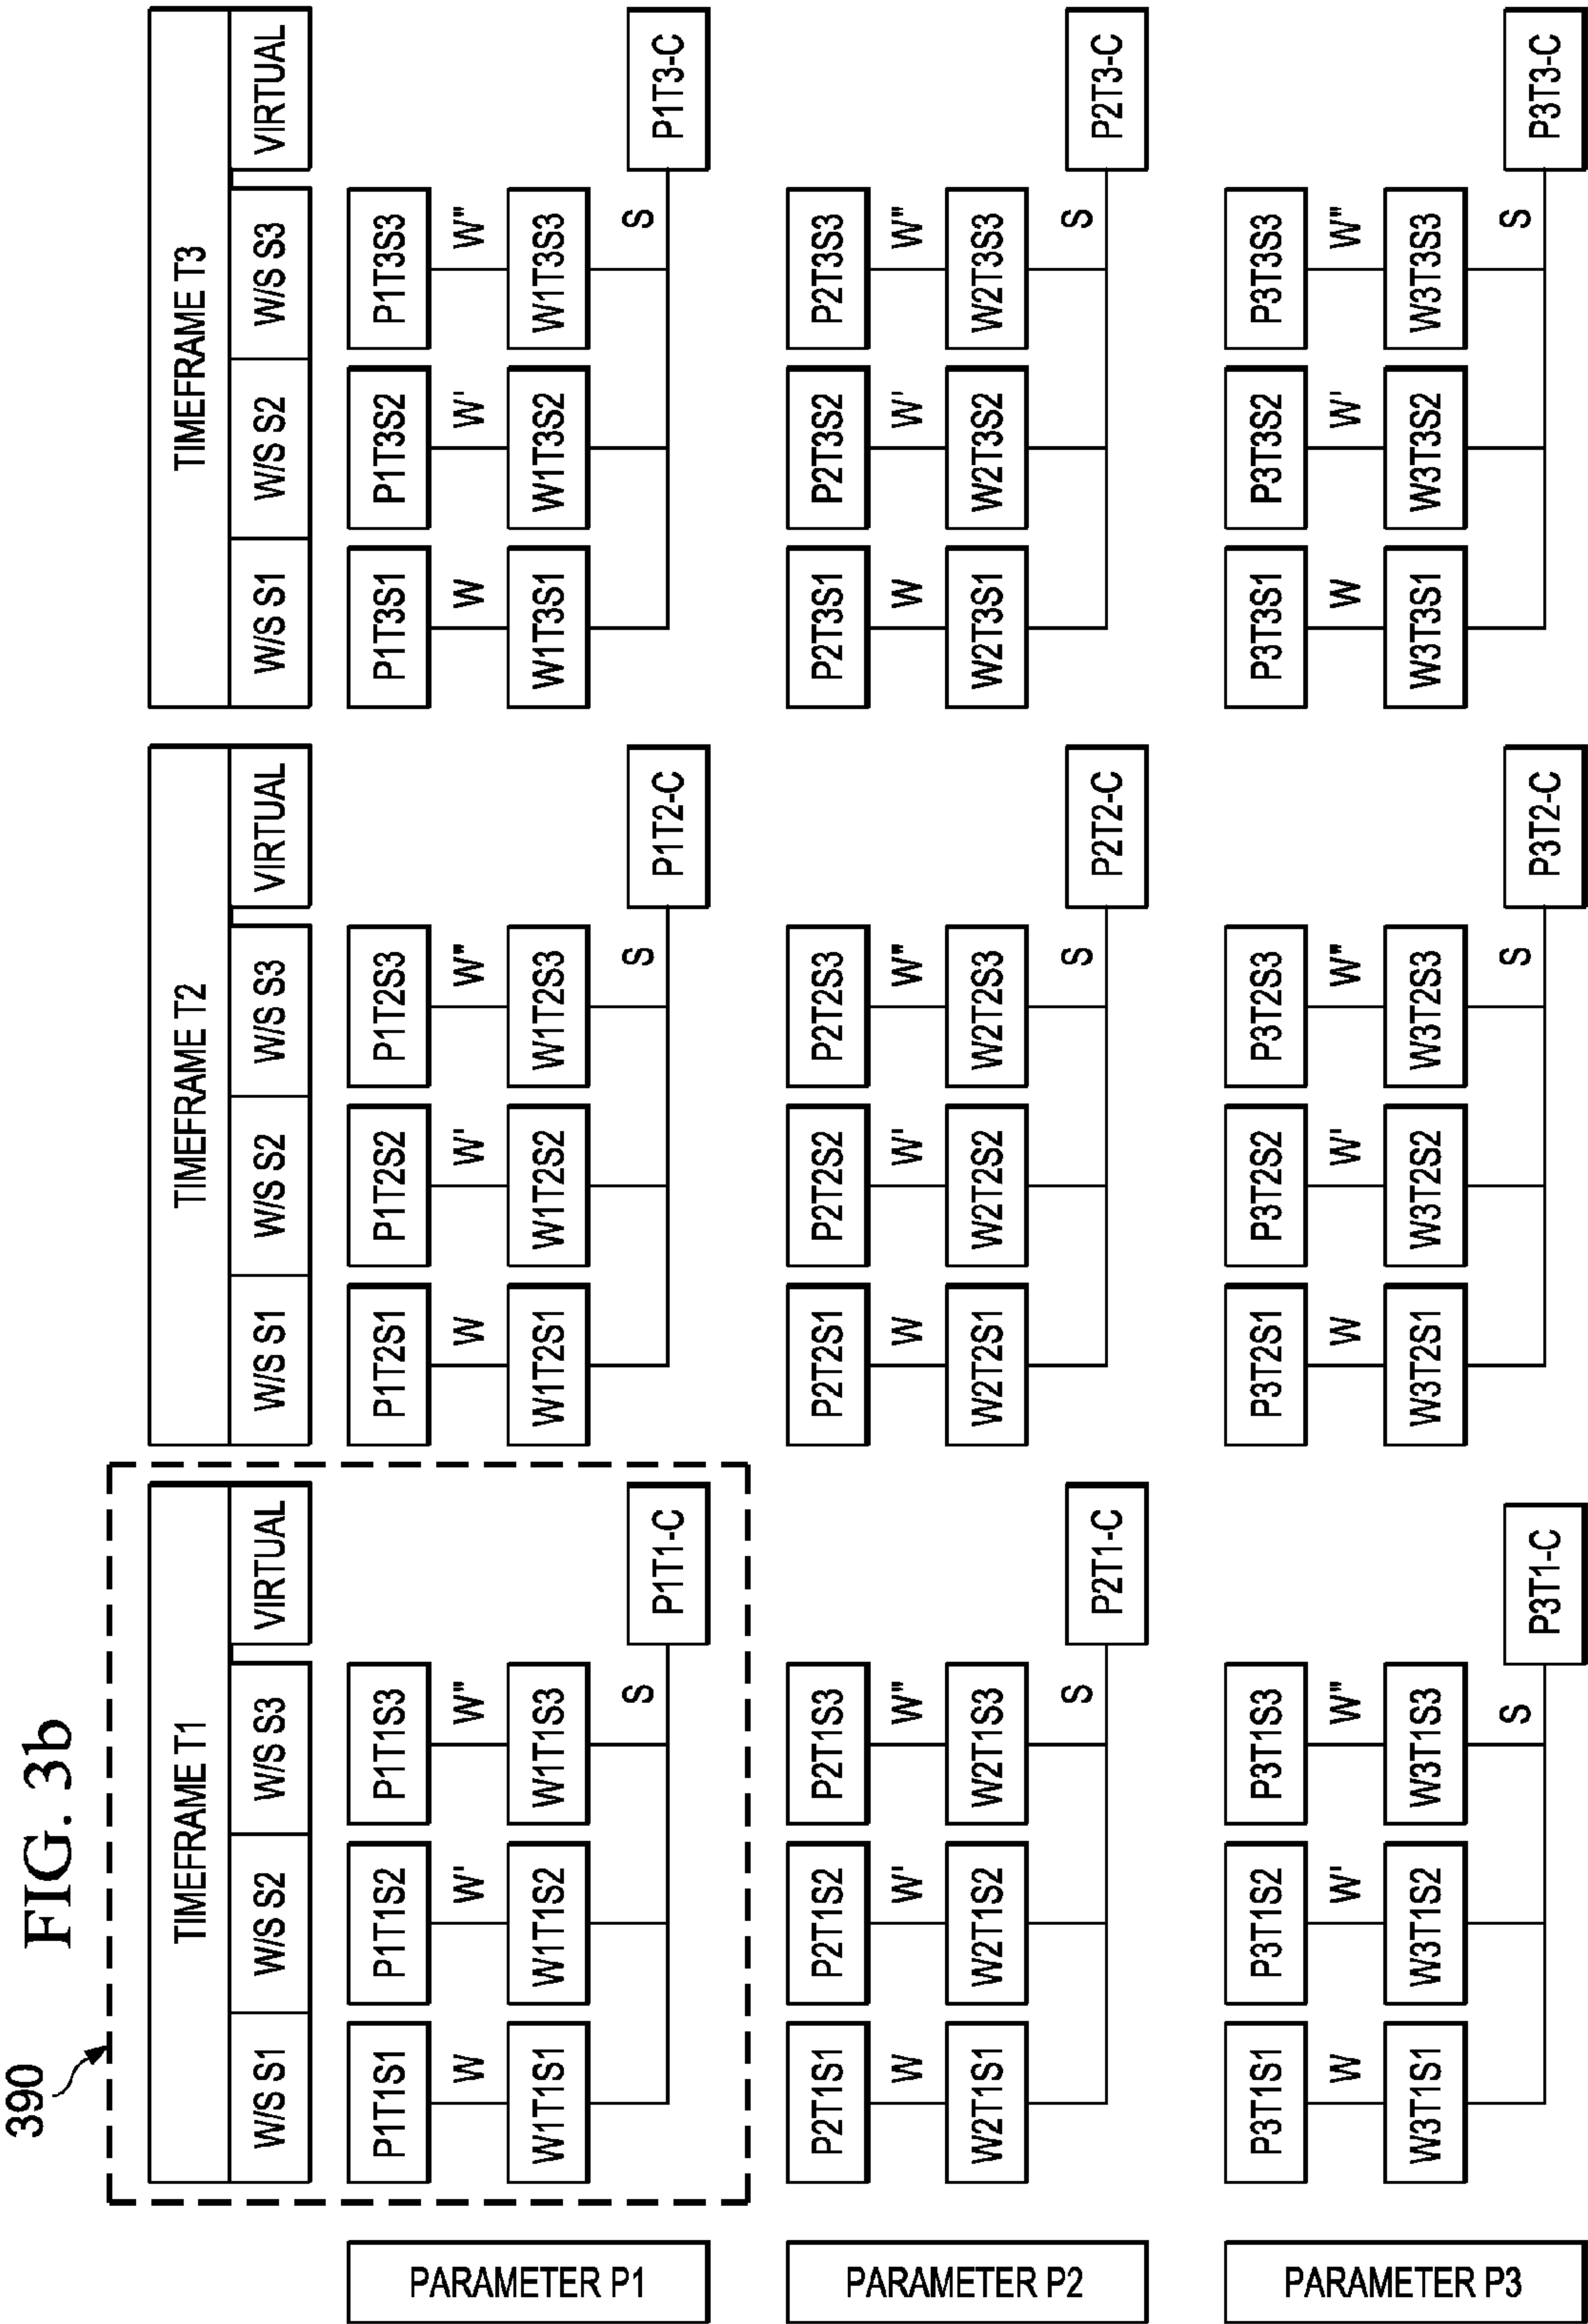 FIG. 3b
390
TIMEFRAME T1 TIMEFRAME T2 TIMEFRAME T3
W/S S1 W/S S2 W/S S3 VIRTUAL W/S S1 W/S S2 W/S S3 VIRTUAL W/S S1 W/S S2 W/S S3 VIRTUAL
PARAMETER P1
P1T1S1 P1T1S2 P1T1S3 P1T2S1 P1T2S2 P1T2S3 P1T3S1 P1T3S2 P1T3S3
W W' W" W W' W" W W' W"
W1T1S1 W1T1S2 W1T1S3 W1T2S1 W1T2S2 W1T2S3 W1T3S1 W1T3S2 W1T3S3
S P1T1-C S P1T2-C S P1T3-C
PARAMETER P2
P2T1S1 P2T1S2 P2T1S3 P2T2S1 P2T2S2 P2T2S3 P2T3S1 P2T3S2 P2T3S3
W W' W" W W' W" W W' W"
W2T1S1 W2T1S2 W2T1S3 W2T2S1 W2T2S2 W2T2S3 W2T3S1 W2T3S2 W2T3S3
S P2T1-C S P2T2-C S P2T3-C
PARAMETER P3
P3T1S1 P3T1S2 P3T1S3 P3T2S1 P3T2S2 P3T2S3 P3T3S1 P3T3S2 P3T3S3
W W' W" W W' W" W W' W"
W3T1S1 W3T1S2 W3T1S3 W3T2S1 W3T2S2 W3T2S3 W3T3S1 W3T3S2 W3T3S3
S P3T1-C S P3T2-C S P3T3-C